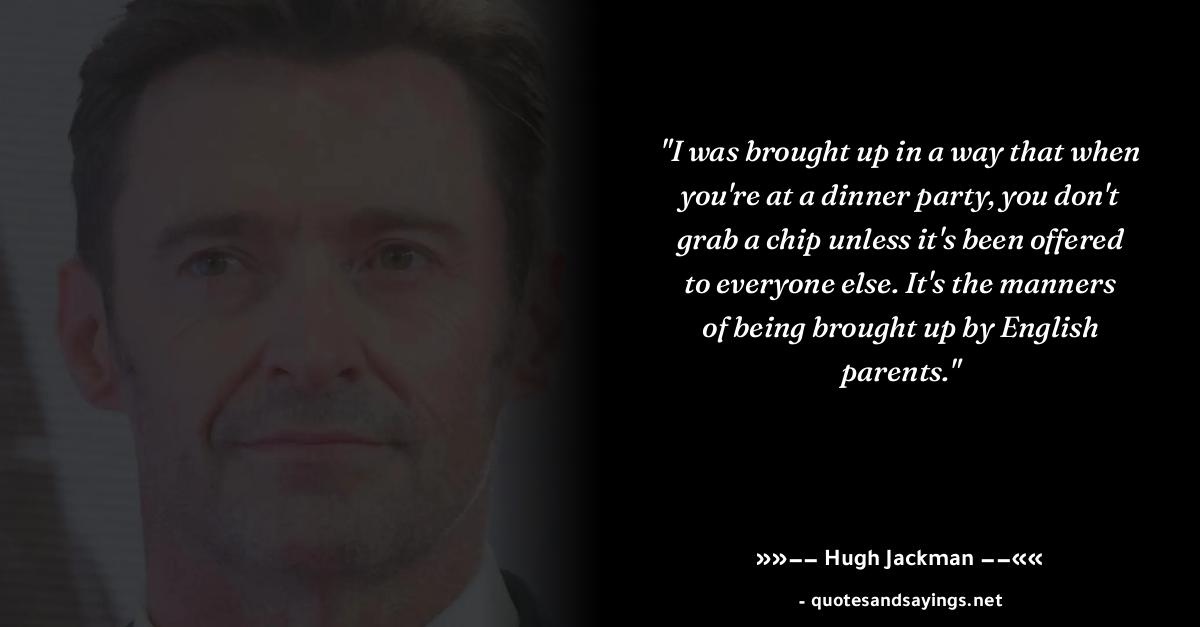 "I was brought up in a way that when
you're at a dinner party, you don't
grab a chip unless it's been offered
to everyone else. It's the manners
of being brought up by English
parents."
»»−− Hugh Jackman −−««
- quotesandsayings.net